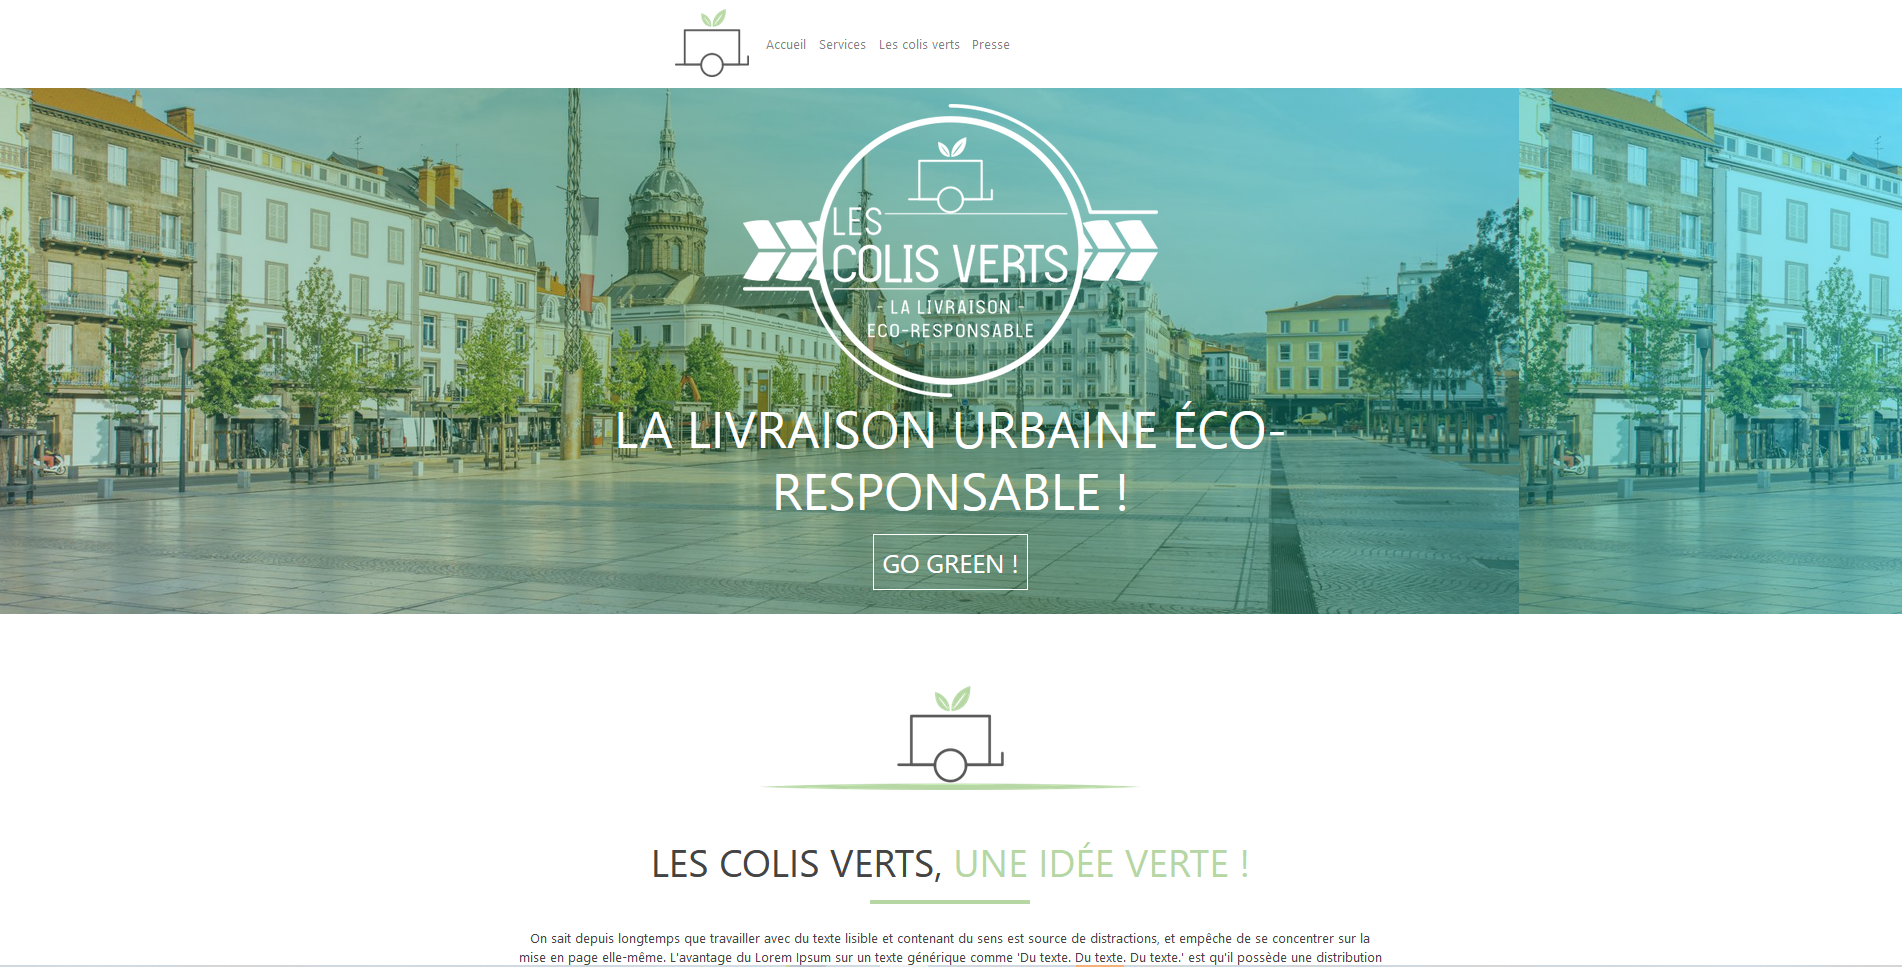 Accueil Services Les colis verts Presse
LES
COLIS VERTS
- LA LIVRAISON -
ECO-RESPONSABLE
LA LIVRAISON URBAINE ÉCO-
RESPONSABLE !
GO GREEN !
LES COLIS VERTS, UNE IDÉE VERTE !
On sait depuis longtemps que travailler avec du texte lisible et contenant du sens est source de distractions, et empêche de se concentrer sur la
mise en page elle-même. L'avantage du Lorem Ipsum sur un texte générique comme 'Du texte. Du texte. Du texte.' est qu'il possède une distribution